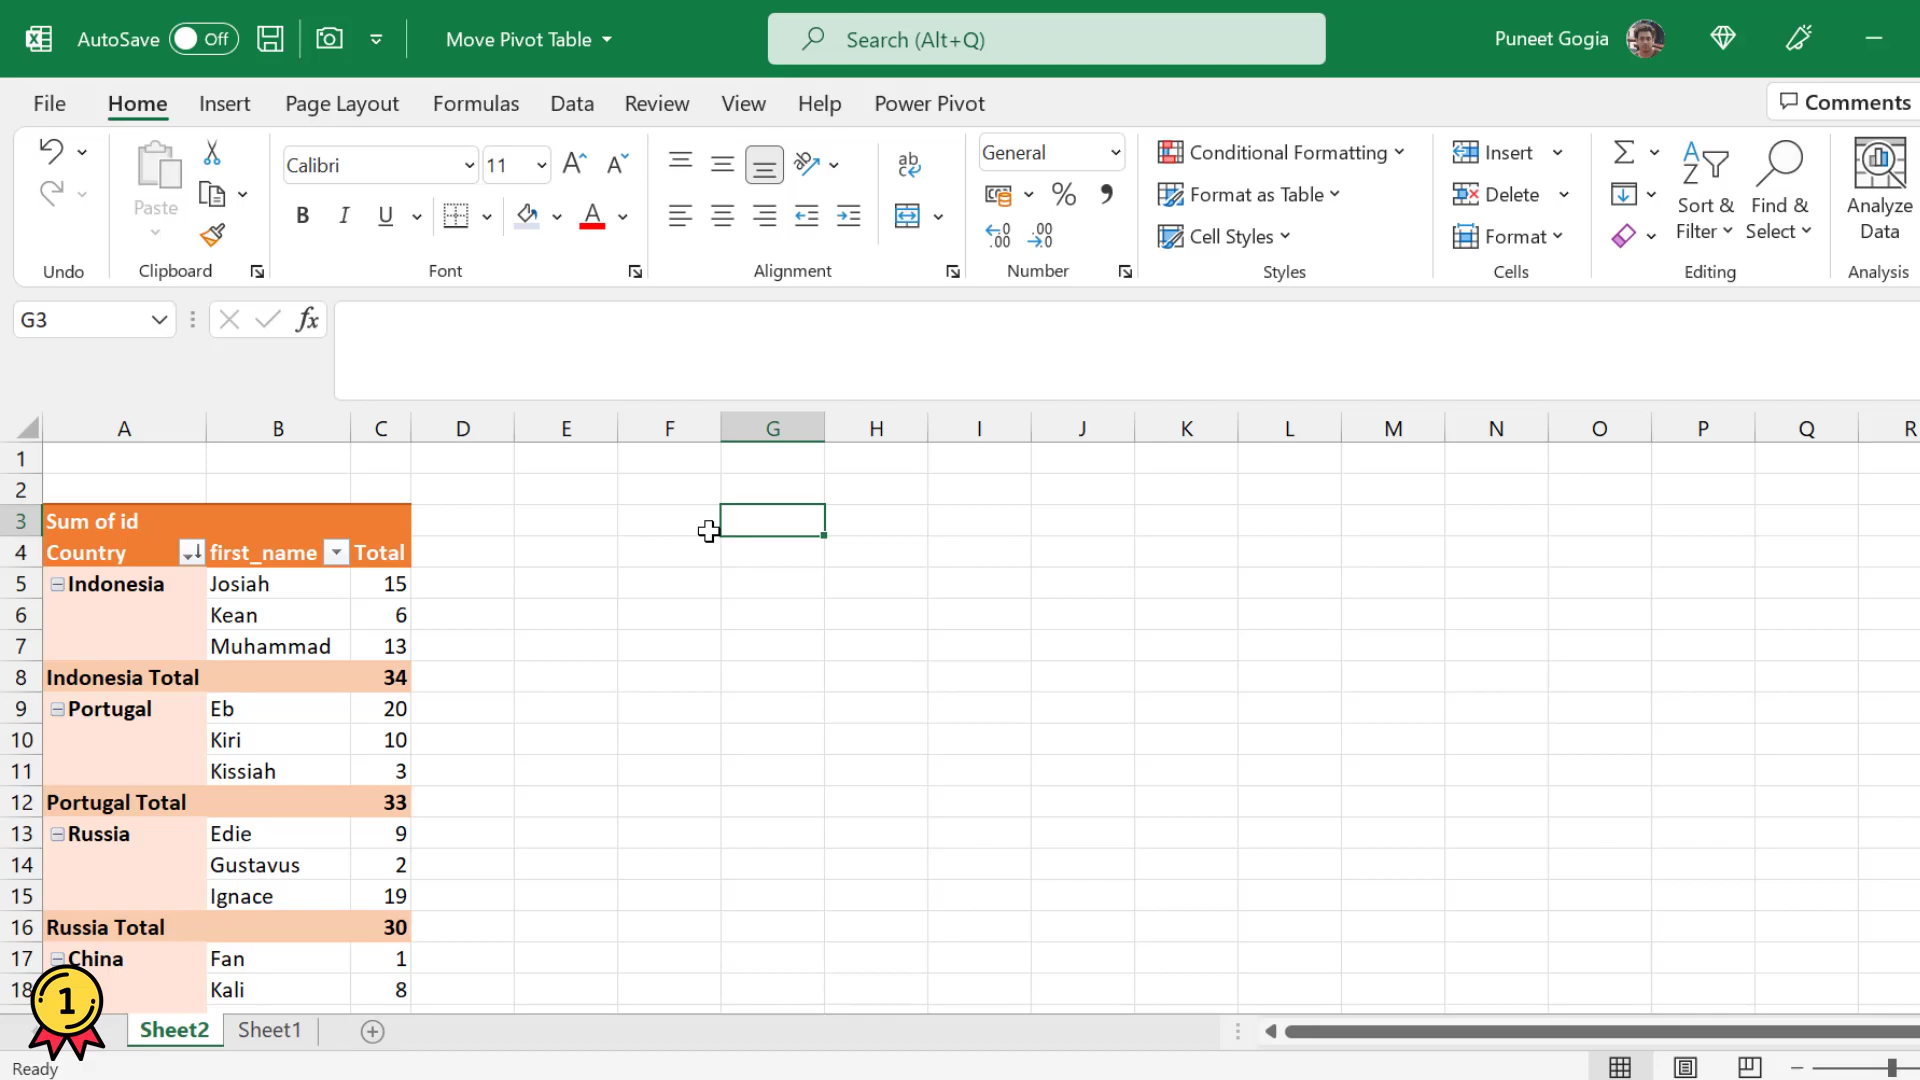 AutoSave Off Move Pivot Table Search (Alt+Q) Puneet Gogia
File Home Insert Page Layout Formulas Data Review View Help Power Pivot Comments
Paste
Calibri 11
General
Conditional Formatting
Format as Table
Cell Styles
Insert
Delete
Format
Sort &
Filter
Find &
Select
Analyze
Data
Undo Clipboard Font Alignment Number Styles Cells Editing Analysis
G3 fx
A B C D E F G H I J K L M N O P Q R
1
2
3 Sum of id
4 Country first_name Total
5 Indonesia Josiah 15
6 Kean 6
7 Muhammad 13
8 Indonesia Total 34
9 Portugal Eb 20
10 Kiri 10
11 Kissiah 3
12 Portugal Total 33
13 Russia Edie 9
14 Gustavus 2
15 Ignace 19
16 Russia Total 30
17 China Fan 1
18 Kali 8
1
Sheet2 Sheet1
Ready